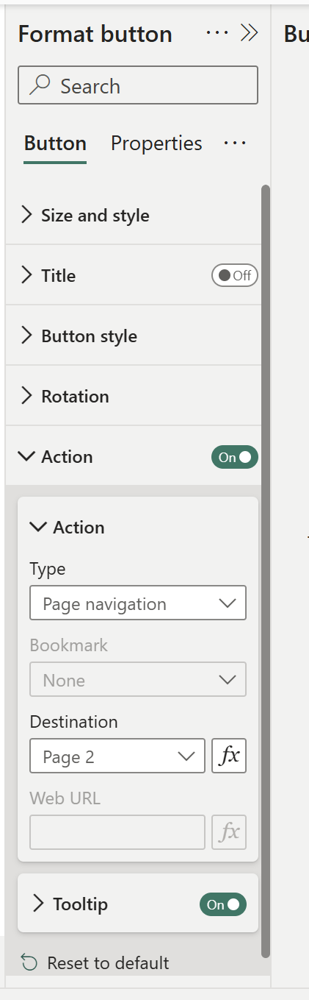 Format button
Bu
Search
Button Properties
Size and style
Title Off
Button style
Rotation
Action On
Action
Type
Page navigation
Bookmark
None
Destination
Page 2 fx
Web URL
fx
Tooltip On
Reset to default